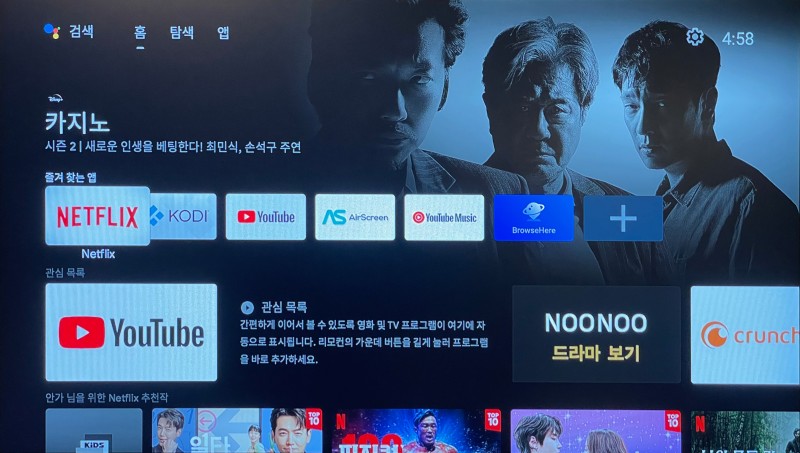 검색 홈 탐색 앱 4:58
Disney+
카지노
시즌 2 | 새로운 인생을 베팅한다! 최민식, 손석구 주연
즐겨 찾는 앱
NETFLIX KODI YouTube AS AirScreen YouTube Music BrowseHere
Netflix
관심 목록
YouTube
관심 목록
간편하게 이어서 볼 수 있도록 영화 및 TV 프로그램이 여기에 자
동으로 표시됩니다. 리모컨의 가운데 버튼을 길게 눌러 프로그램
을 바로 추가하세요.
NOONOO
드라마 보기
crunch
안가 님을 위한 Netflix 추천작
KiDS
일타
TOP
10
N
피지컬
100
TOP
10
TOP
10
N